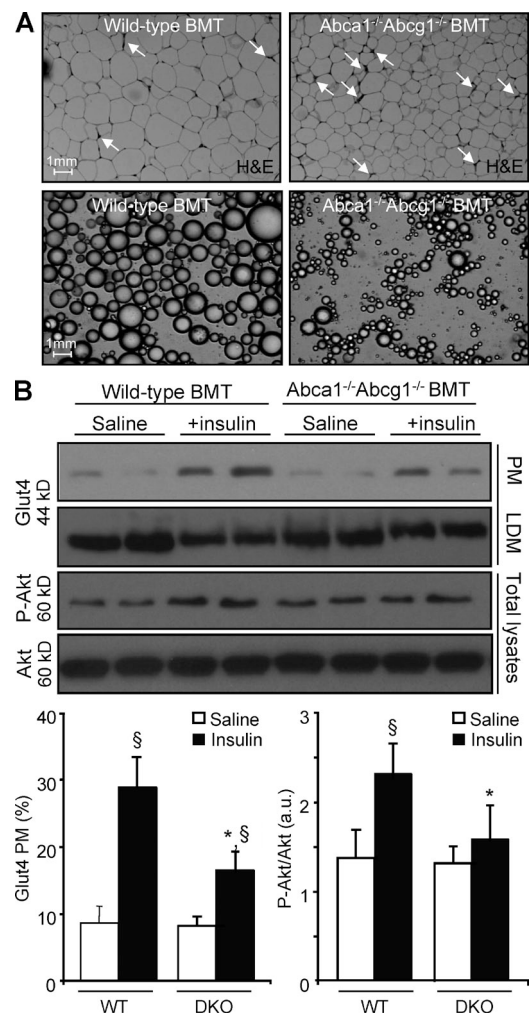 A
Wild-type BMT
Abca1⁻/⁻Abcg1⁻/⁻ BMT
1mm
H&E
H&E
Wild-type BMT
Abca1⁻/⁻Abcg1⁻/⁻BMT
1mm
B
Wild-type BMT
Abca1⁻/⁻Abcg1⁻/⁻ BMT
Saline
+insulin
Saline
+insulin
Glut4
44 kD
PM
LDM
P-Akt
60 kD
Akt
60 kD
Total lysates
40
30
20
10
0
Glut4 PM (%)
Saline
Insulin
§
* §
WT
DKO
3
2
1
0
P-Akt/Akt (a.u.)
Saline
Insulin
§
*
WT
DKO